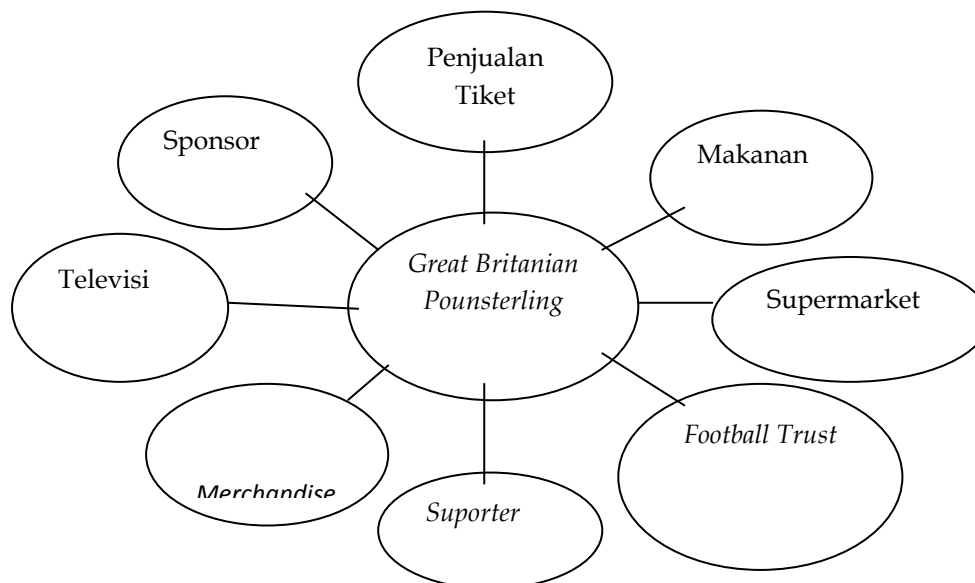 Penjualan
Tiket
Sponsor
Makanan
Great Britanian
Pounsterling
Televisi
Supermarket
Football Trust
Merchandise
Suporter